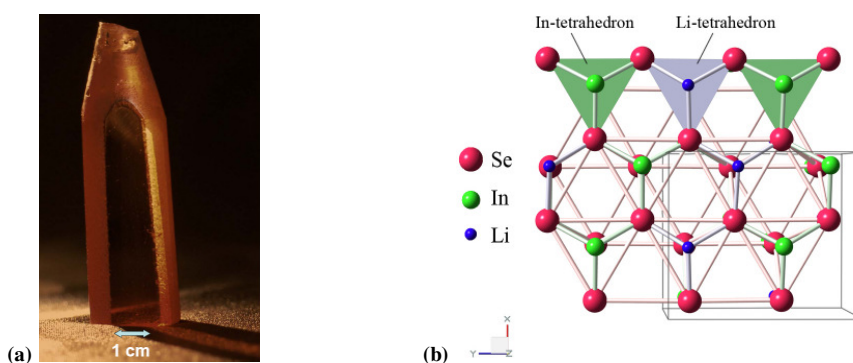 In-tetrahedron
Li-tetrahedron
Se
In
Li
1 cm
X
Y
Z
(a)
(b)